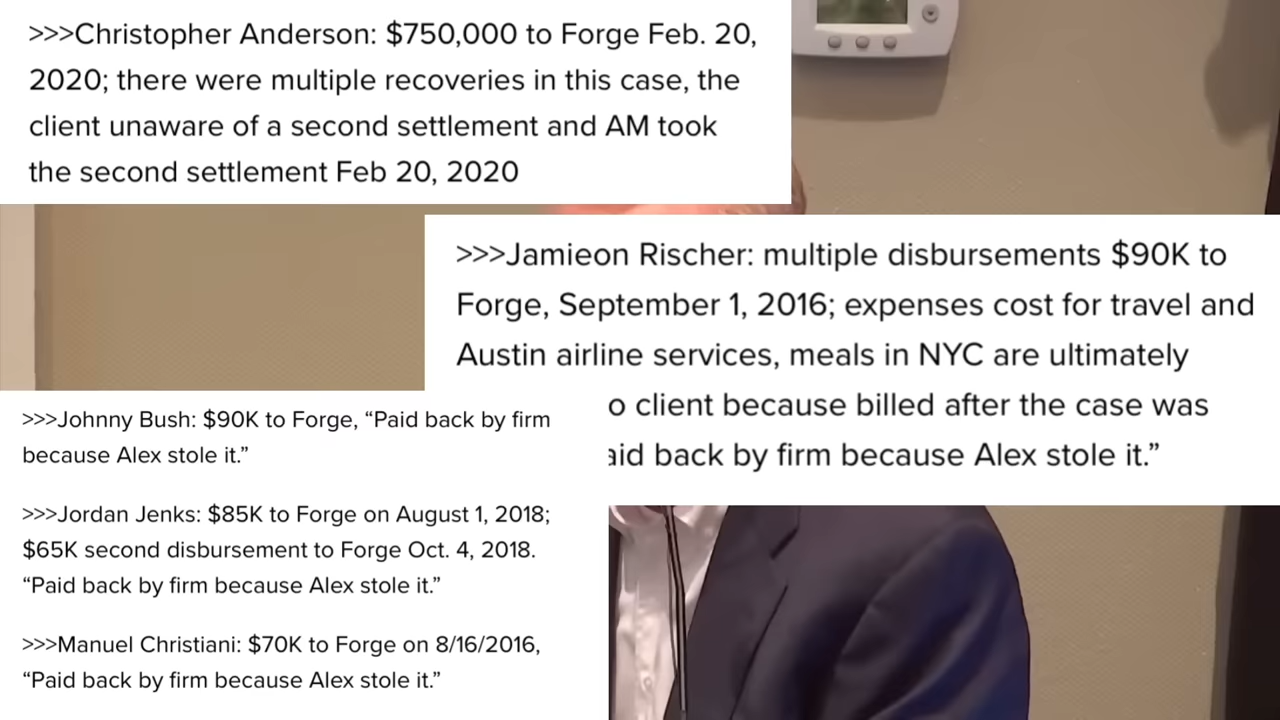 >>>Christopher Anderson: $750,000 to Forge Feb. 20,
2020; there were multiple recoveries in this case, the
client unaware of a second settlement and AM took
the second settlement Feb 20, 2020
>>>Jamieon Rischer: multiple disbursements $90K to
Forge, September 1, 2016; expenses cost for travel and
Austin airline services, meals in NYC are ultimately
client because billed after the case was
back by firm because Alex stole it.”
>>>Johnny Bush: $90K to Forge, “Paid back by firm
because Alex stole it.”
>>>Jordan Jenks: $85K to Forge on August 1, 2018;
$65K second disbursement to Forge Oct. 4, 2018.
“Paid back by firm because Alex stole it.”
>>>Manuel Christiani: $70K to Forge on 8/16/2016,
“Paid back by firm because Alex stole it.”